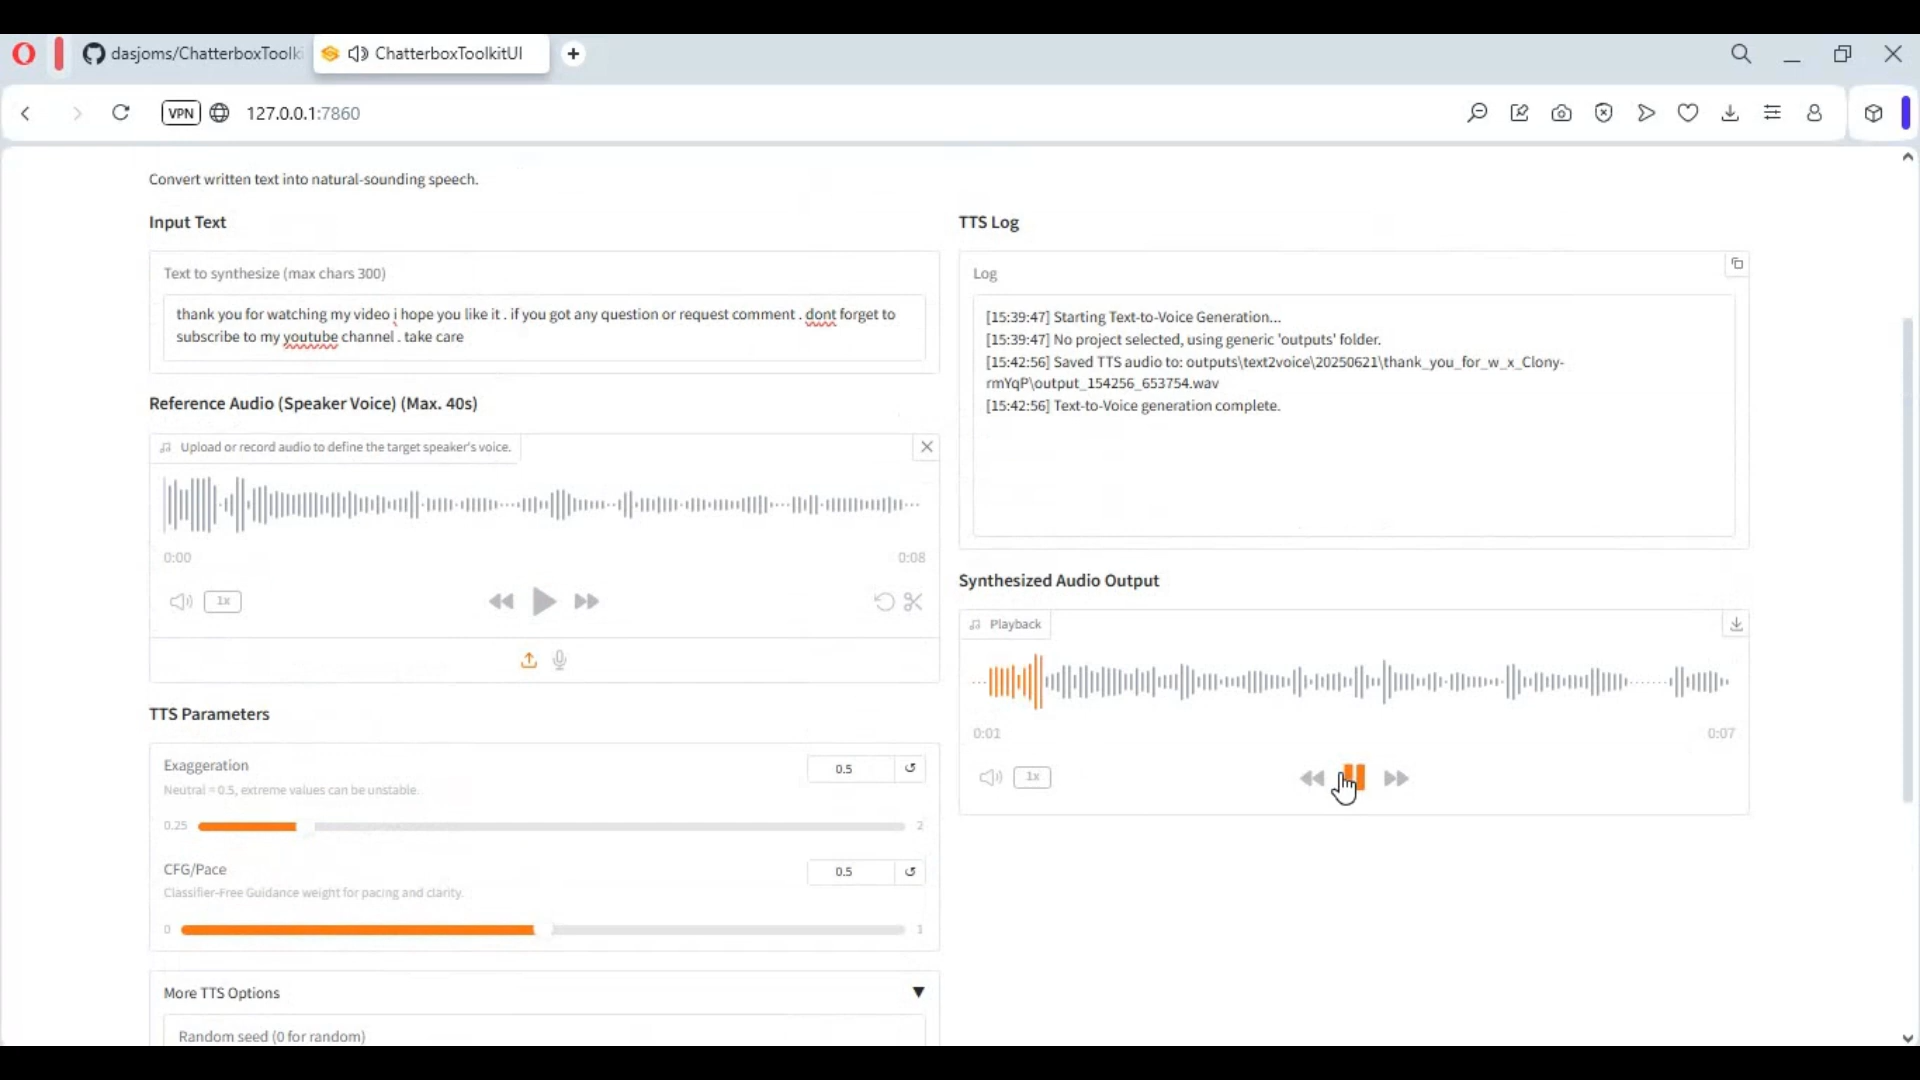 dasjoms/ChatterboxToolki
ChatterboxToolkitUI
VPN
127.0.0.1:7860
Convert written text into natural-sounding speech.
Input Text
Text to synthesize (max chars 300)
thank you for watching my video i hope you like it . if you got any question or request comment . dont forget to
subscribe to my youtube channel . take care
Reference Audio (Speaker Voice) (Max. 40s)
Upload or record audio to define the target speaker's voice.
0:00
0:08
1x
TTS Parameters
Exaggeration
0.5
Neutral = 0.5, extreme values can be unstable.
0.25
2
CFG/Pace
0.5
Classifier-Free Guidance weight for pacing and clarity.
0
1
More TTS Options
Random seed (0 for random)
TTS Log
Log
[15:39:47] Starting Text-to-Voice Generation...
[15:39:47] No project selected, using generic 'outputs' folder.
[15:42:56] Saved TTS audio to: outputs\text2voice\20250621\thank_you_for_w_x_Clony-
rmYqP\output_154256_653754.wav
[15:42:56] Text-to-Voice generation complete.
Synthesized Audio Output
Playback
0:01
0:07
1x